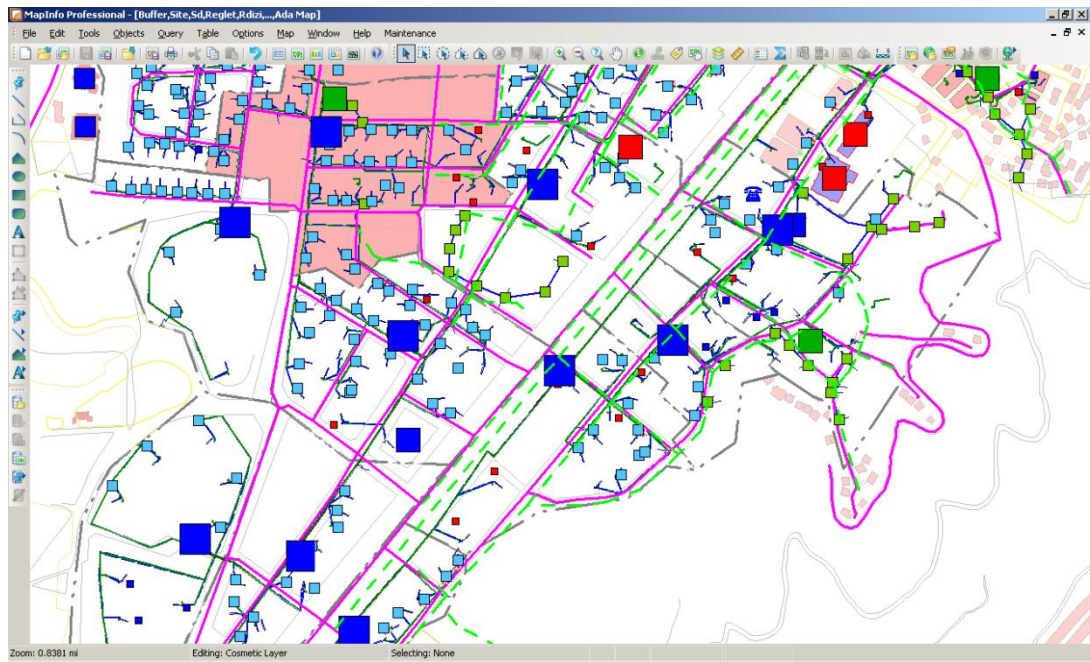 MapInfo Professional - [Buffer,Site,Sd,Reglet,Rdizi,...,Ada Map]
File Edit Tools Objects Query Table Options Map Window Help Maintenance
Zoom: 0.8381 mi Editing: Cosmetic Layer Selecting: None